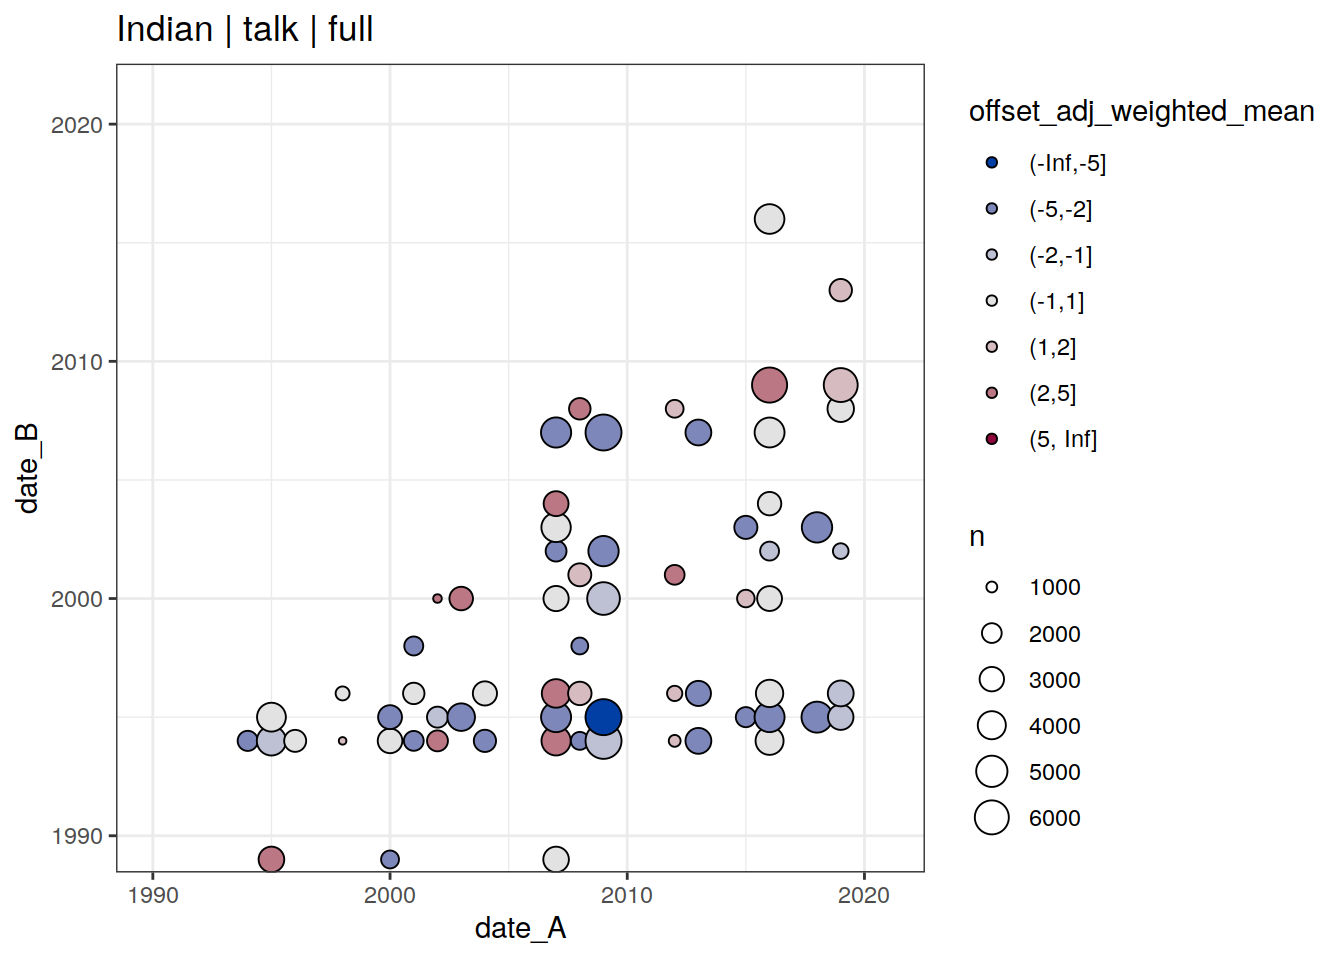 Indian | talk | full
2020
2010
2000
1990
date_B
1990
2000
2010
2020
date_A
offset_adj_weighted_mean
(-Inf,-5]
(-5,-2]
(-2,-1]
(-1,1]
(1,2]
(2,5]
(5, Inf]
n
1000
2000
3000
4000
5000
6000